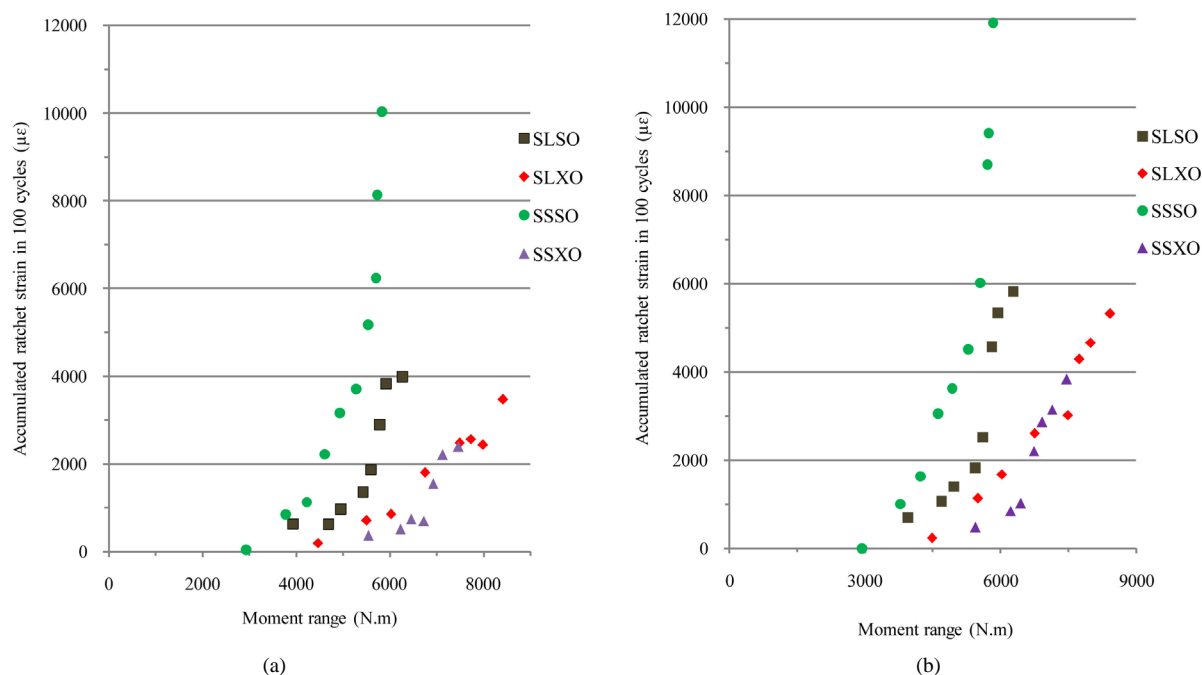 12000
10000
8000
6000
4000
2000
0
Accumulated ratchet strain in 100 cycles (με)
0
2000
4000
6000
8000
Moment range (N.m)
SLSO
SLXO
SSSO
SSXO
(a)
12000
10000
8000
6000
4000
2000
0
Accumulated ratchet strain in 100 cycles (με)
0
3000
6000
9000
Moment range (N.m)
SLSO
SLXO
SSSO
SSXO
(b)